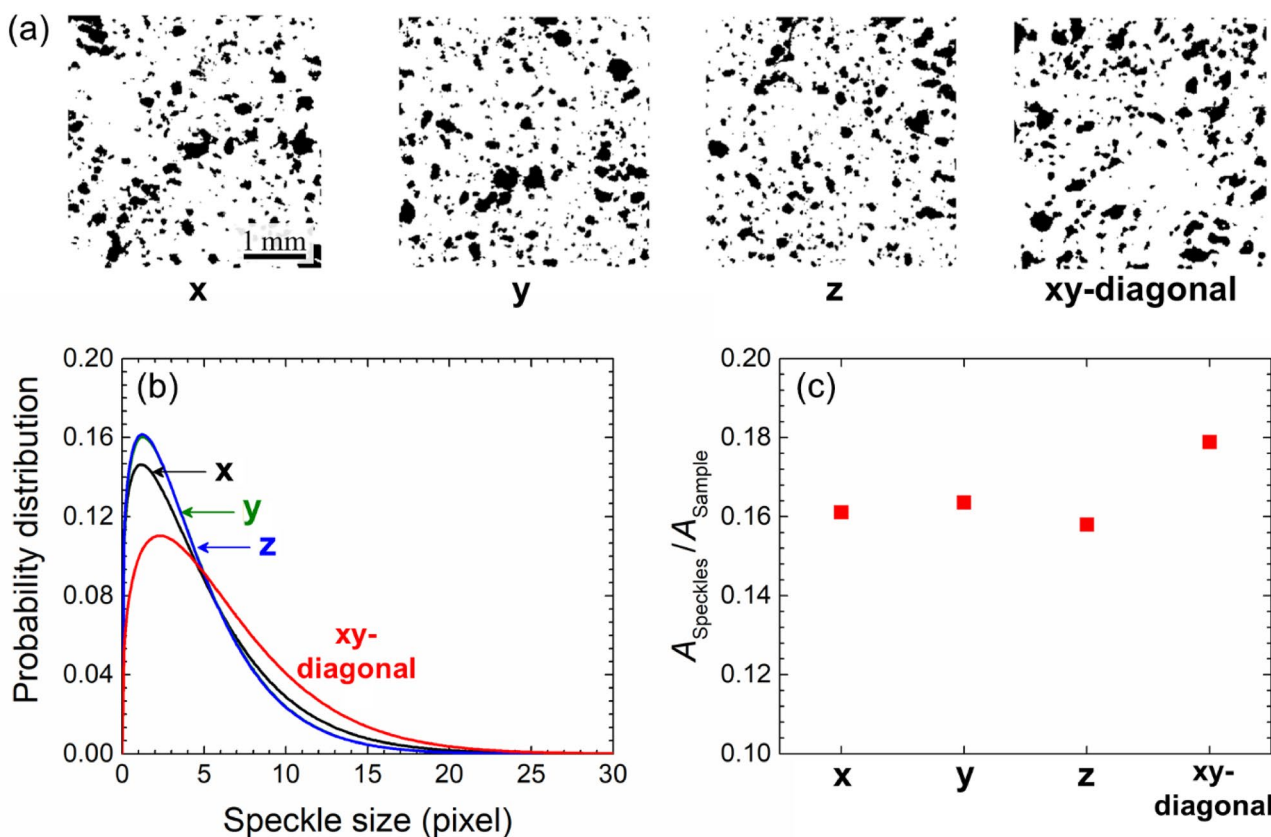 (a)
1 mm
x y z xy-diagonal
(b)
Probability distribution
0.20
0.16
0.12
0.08
0.04
0.00
x
y
z
xy-
diagonal
0 5 10 15 20 25 30
Speckle size (pixel)
(c)
A Speckles / A Sample
0.20
0.18
0.16
0.14
0.12
0.10
x y z xy-
diagonal